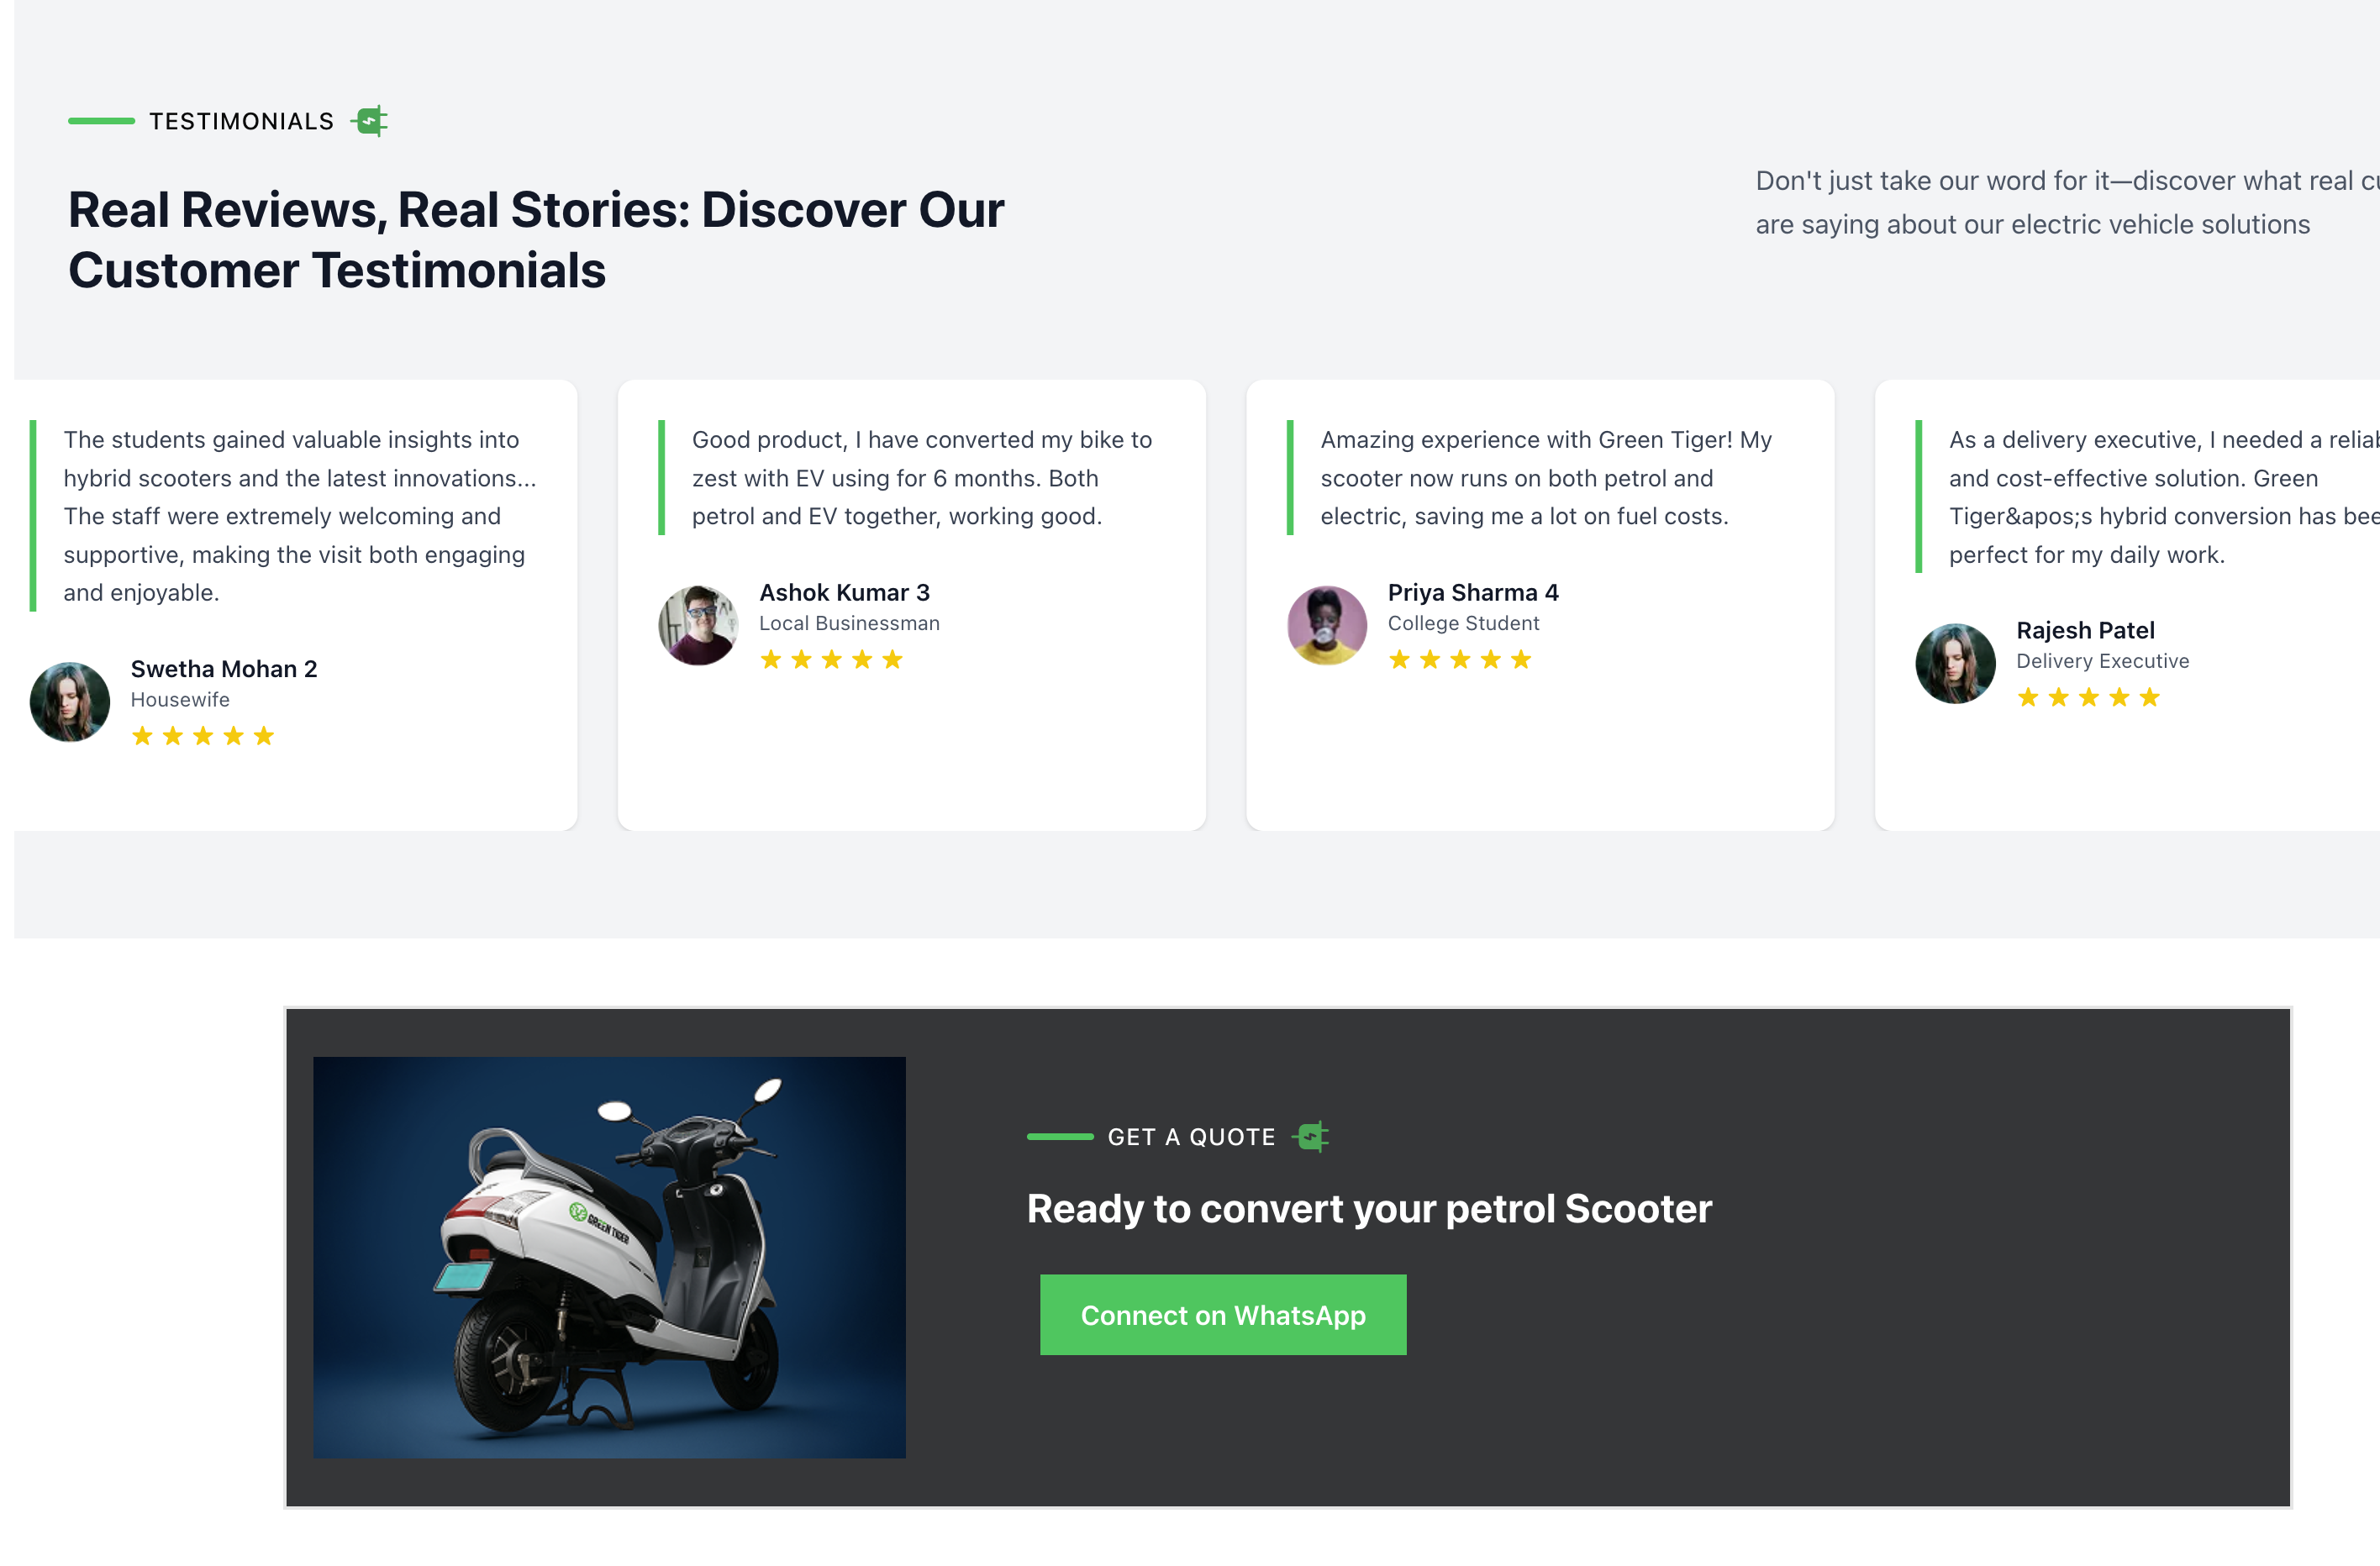 TESTIMONIALS
Real Reviews, Real Stories: Discover Our
Customer Testimonials
Don't just take our word for it—discover what real
are saying about our electric vehicle solutions
The students gained valuable insights into
hybrid scooters and the latest innovations...
The staff were extremely welcoming and
supportive, making the visit both engaging
and enjoyable.
Swetha Mohan 2
Housewife
Good product, I have converted my bike to
zest with EV using for 6 months. Both
petrol and EV together, working good.
Ashok Kumar 3
Local Businessman
Amazing experience with Green Tiger! My
scooter now runs on both petrol and
electric, saving me a lot on fuel costs.
Priya Sharma 4
College Student
As a delivery executive, I needed a
and cost-effective solution. Green
Tiger&apos;s hybrid conversion has
perfect for my daily work.
Rajesh Patel
Delivery Executive
GREEN TIGER
GET A QUOTE
Ready to convert your petrol Scooter
Connect on WhatsApp